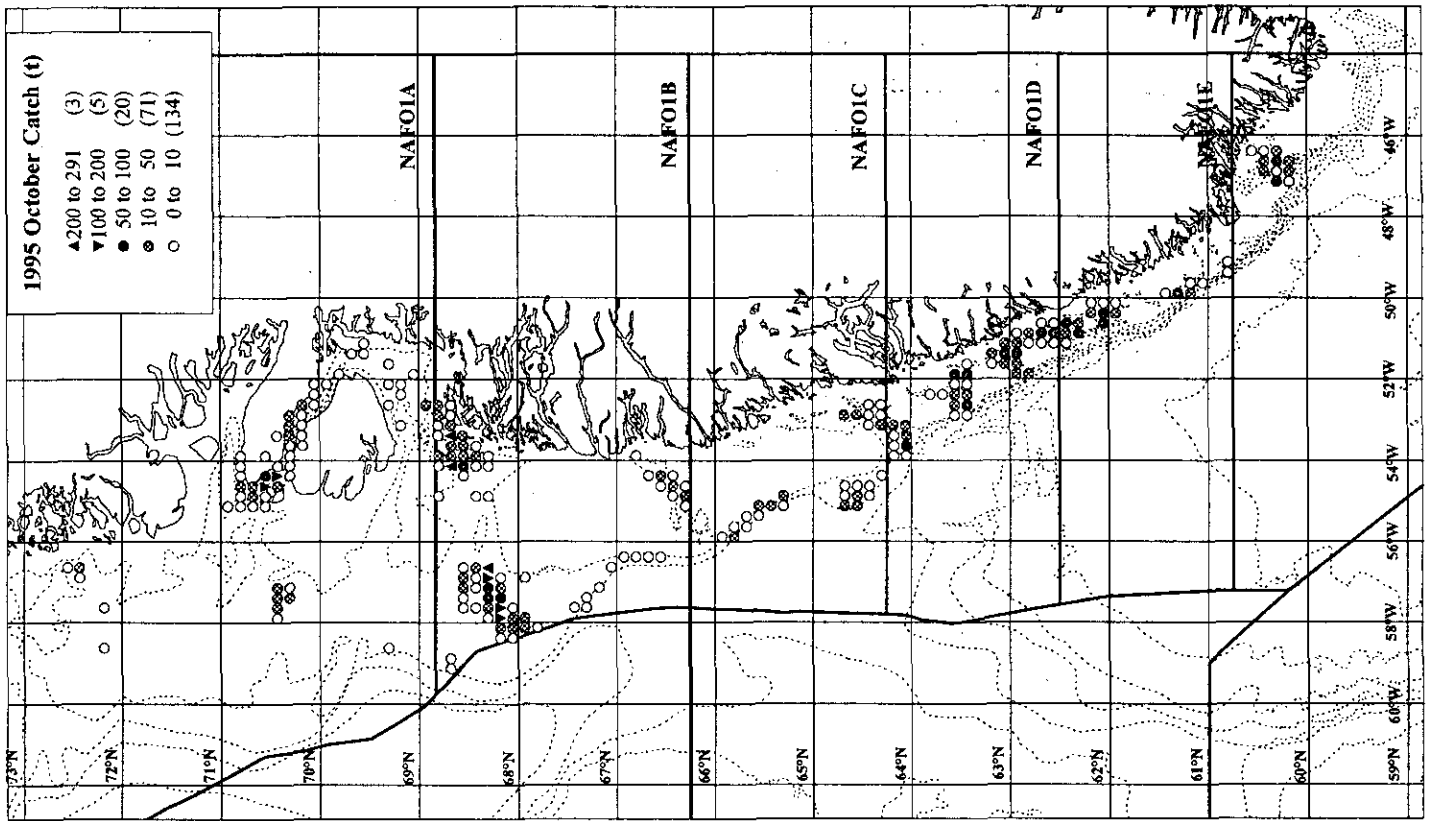 1995 October Catch (t)
▲200 to 291 (3)
▼100 to 200 (5)
● 50 to 100 (20)
⊗ 10 to 50 (71)
○ 0 to 10 (134)
NAFO1A
NAFO1B
NAFO1C
NAFO1D
NAFO1E
73°N
72°N
71°N
70°N
69°N
68°N
67°N
66°N
65°N
64°N
63°N
62°N
61°N
60°N
59°N
60°W
58°W
56°W
54°W
52°W
50°W
48°W
46°W